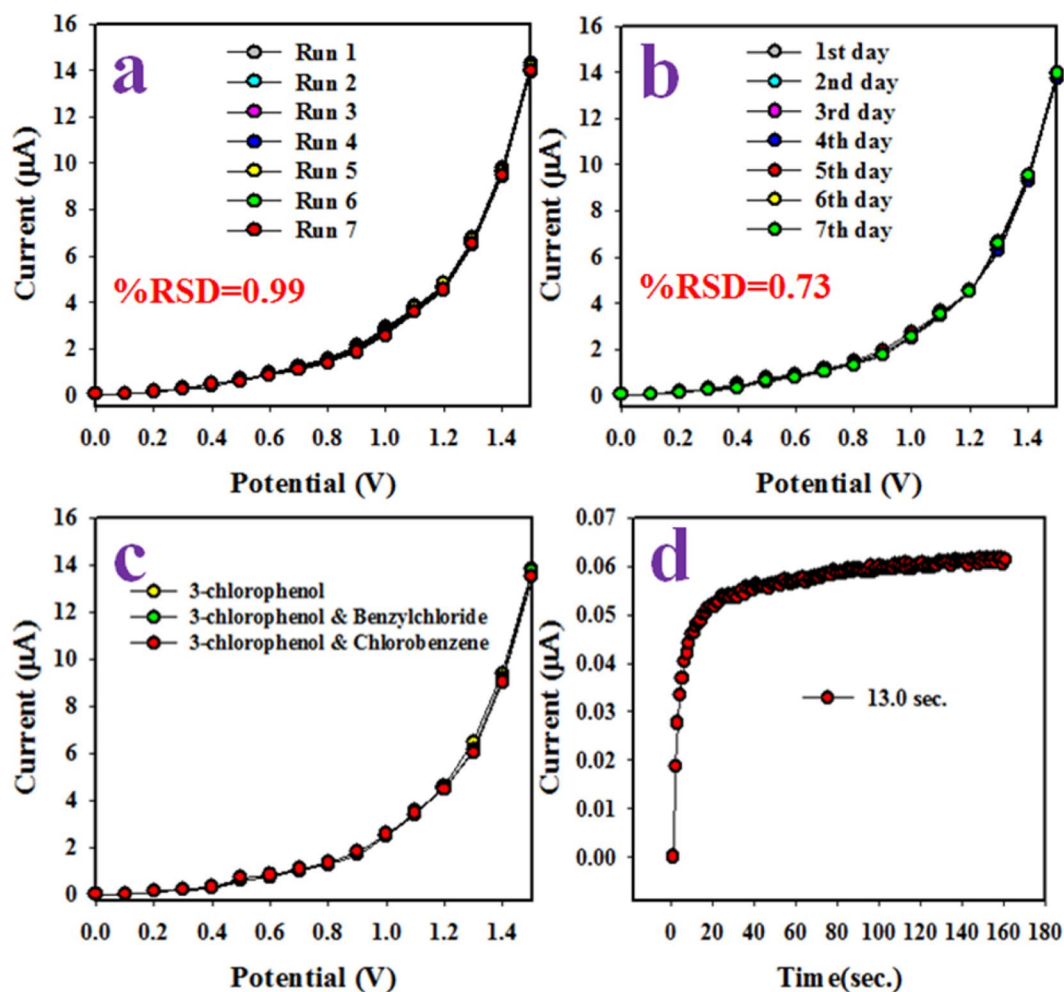 a
Run 1
Run 2
Run 3
Run 4
Run 5
Run 6
Run 7
%RSD=0.99
16
14
12
10
8
6
4
2
0
Current (µA)
0.0 0.2 0.4 0.6 0.8 1.0 1.2 1.4
Potential (V)
b
1st day
2nd day
3rd day
4th day
5th day
6th day
7th day
%RSD=0.73
16
14
12
10
8
6
4
2
0
Current (µA)
0.0 0.2 0.4 0.6 0.8 1.0 1.2 1.4
Potential (V)
c
3-chlorophenol
3-chlorophenol & Benzylchloride
3-chlorophenol & Chlorobenzene
16
14
12
10
8
6
4
2
0
Current (µA)
0.0 0.2 0.4 0.6 0.8 1.0 1.2 1.4
Potential (V)
d
13.0 sec.
0.07
0.06
0.05
0.04
0.03
0.02
0.01
0.00
Current (µA)
0 20 40 60 80 100 120 140 160 180
Time(sec.)